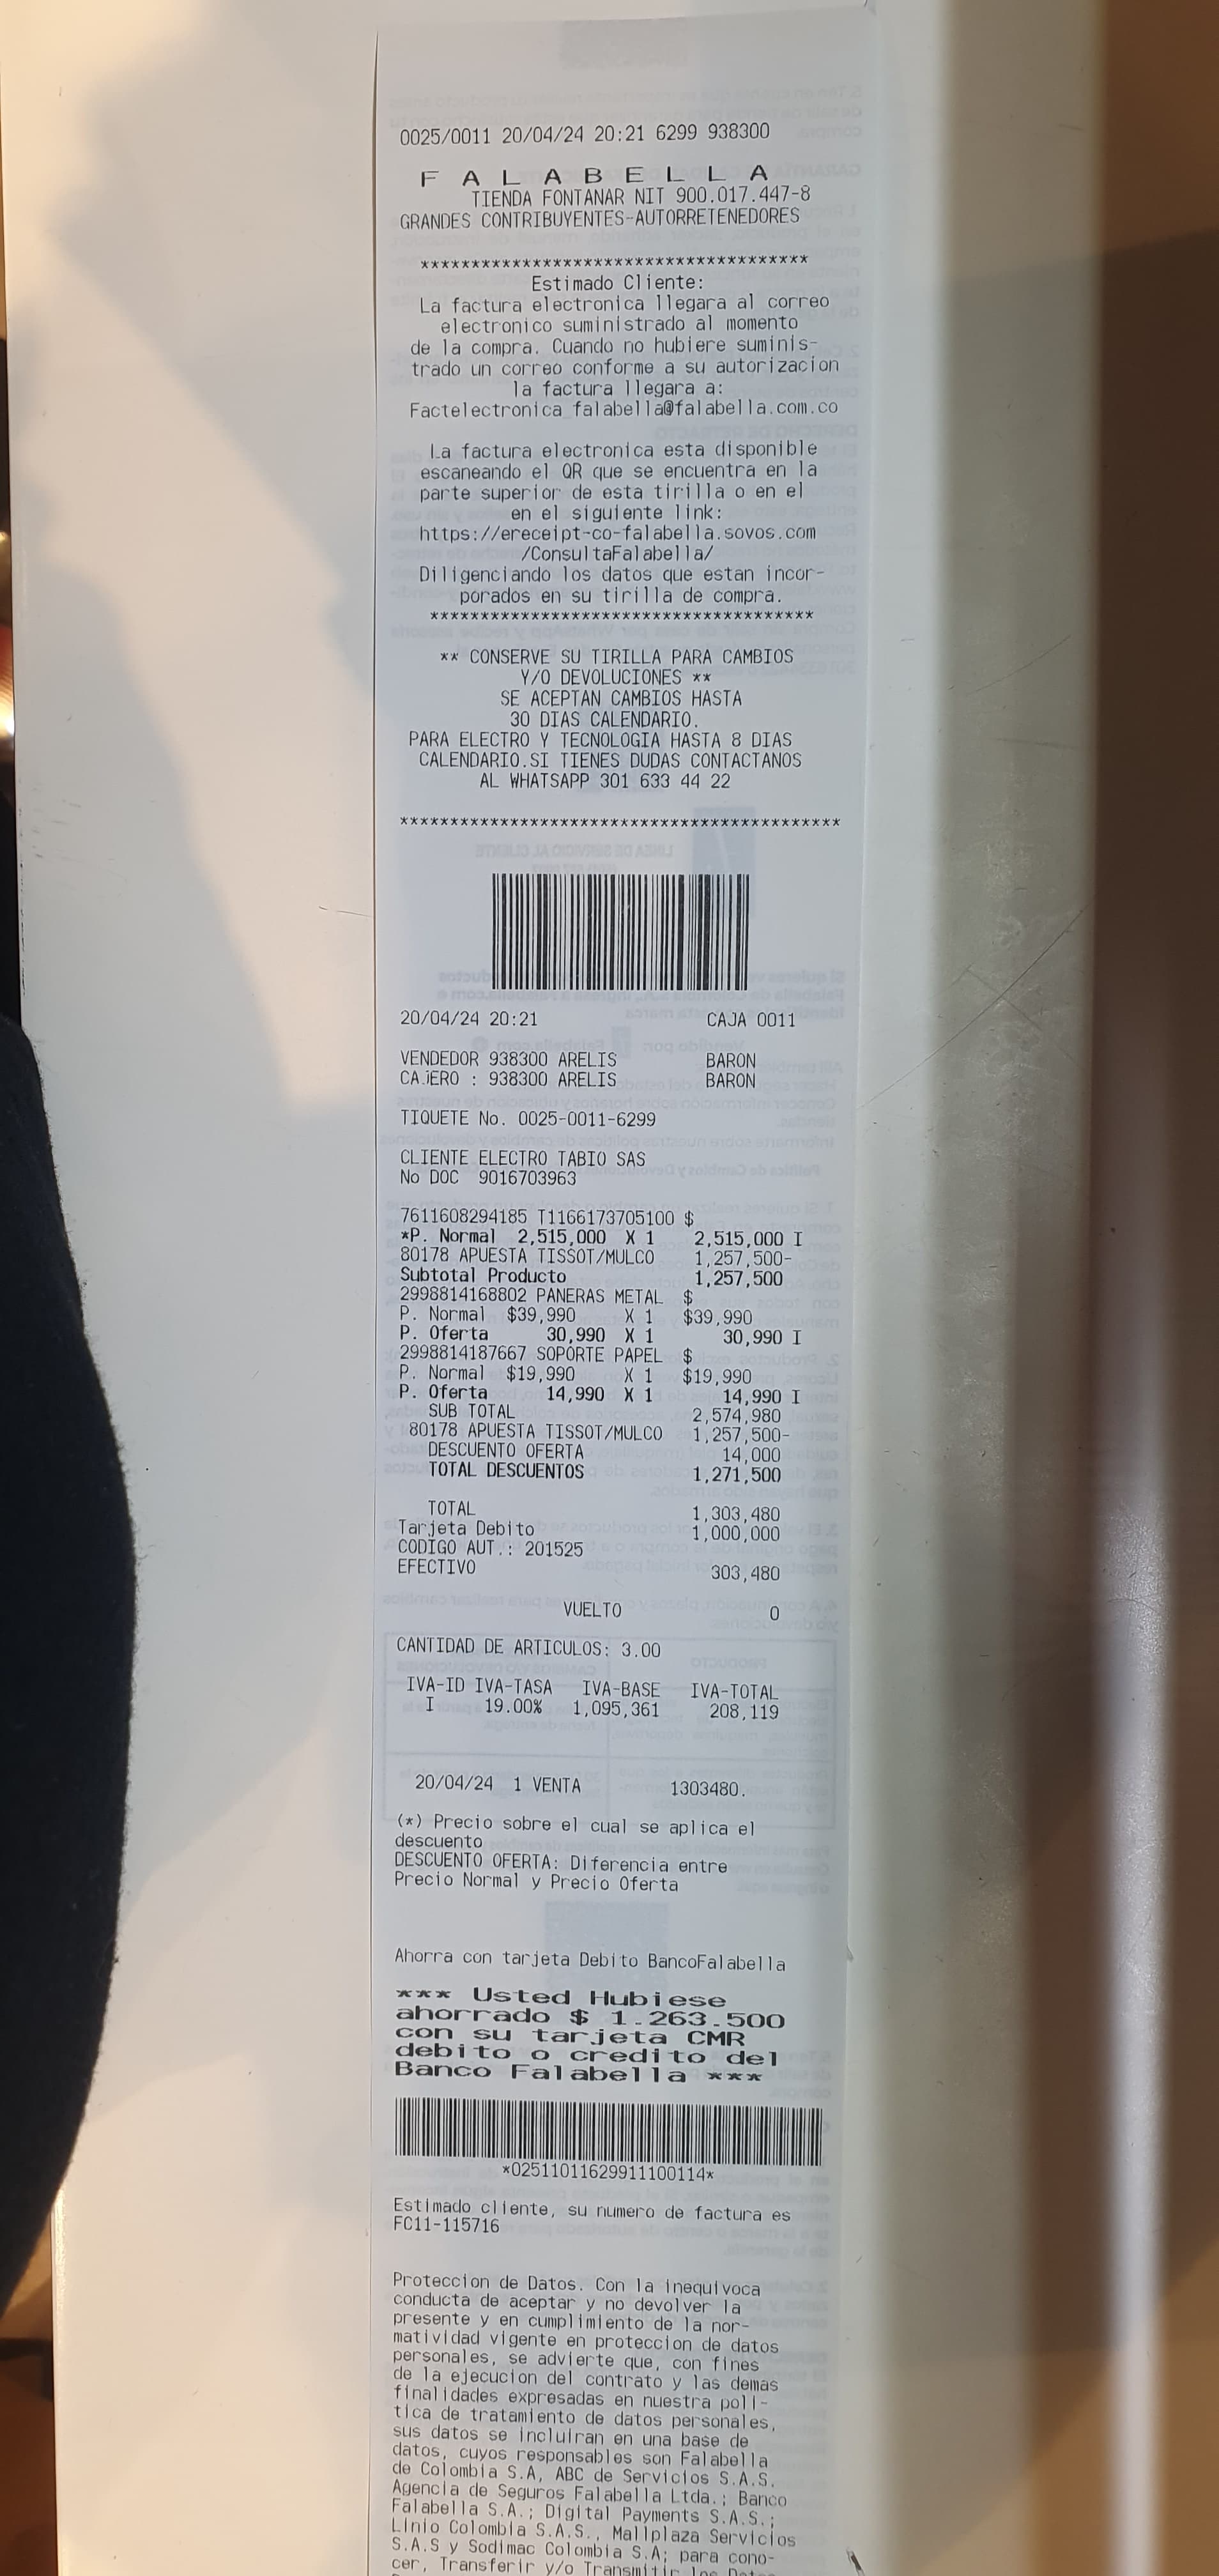 0025/0011 20/04/24 20:21 6299 938300
F A L A B E L L A
TIENDA FONTANAR NIT 900.017.447-8
GRANDES CONTRIBUYENTES-AUTORRETENEDORES
***************************************
Estimado Cliente:
La factura electronica llegara al correo
electronico suministrado al momento
de la compra. Cuando no hubiere suminis-
trado un correo conforme a su autorizacion
la factura llegara a:
Factelectronica_falabella@falabella.com.co
La factura electronica esta disponible
escaneando el QR que se encuentra en la
parte superior de esta tirilla o en el
en el siguiente link:
https://ereceipt-co-falabella.sovos.com
/ConsultaFalabella/
Diligenciando los datos que estan incor-
porados en su tirilla de compra.
**************************************
** CONSERVE SU TIRILLA PARA CAMBIOS
Y/O DEVOLUCIONES **
SE ACEPTAN CAMBIOS HASTA
30 DIAS CALENDARIO.
PARA ELECTRO Y TECNOLOGIA HASTA 8 DIAS
CALENDARIO.SI TIENES DUDAS CONTACTANOS
AL WHATSAPP 301 633 44 22
********************************************
20/04/24 20:21 CAJA 0011
VENDEDOR 938300 ARELIS BARON
CAJERO : 938300 ARELIS BARON
TIQUETE No. 0025-0011-6299
CLIENTE ELECTRO TABIO SAS
No DOC 9016703963
7611608294185 T1166173705100 $
*P. Normal 2,515,000 X 1 2,515,000 I
80178 APUESTA TISSOT/MULCO 1,257,500-
Subtotal Producto 1,257,500
2998814168802 PANERAS METAL $
P. Normal $39,990 X 1 $39,990
P. Oferta 30,990 X 1 30,990 I
2998814187667 SOPORTE PAPEL $
P. Normal $19,990 X 1 $19,990
P. Oferta 14,990 X 1 14,990 I
SUB TOTAL 2,574,980
80178 APUESTA TISSOT/MULCO 1,257,500-
DESCUENTO OFERTA 14,000
TOTAL DESCUENTOS 1,271,500
TOTAL 1,303,480
Tarjeta Debito 1,000,000
CODIGO AUT.: 201525
EFECTIVO 303,480
VUELTO 0
CANTIDAD DE ARTICULOS: 3.00
IVA-ID IVA-TASA IVA-BASE IVA-TOTAL
I 19.00% 1,095,361 208,119
20/04/24 1 VENTA 1303480.
(*) Precio sobre el cual se aplica el
descuento
DESCUENTO OFERTA: Diferencia entre
Precio Normal y Precio Oferta
Ahorra con tarjeta Debito BancoFalabella
*** Usted Hubiese
ahorrado $ 1.263.500
con su tarjeta CMR
debito o credito del
Banco Falabella ***
*02511011629911100114*
Estimado cliente, su numero de factura es
FC11-115716
Proteccion de Datos. Con la inequivoca
conducta de aceptar y no devolver la
presente y en cumplimiento de la nor-
matividad vigente en proteccion de datos
personales, se advierte que, con fines
de la ejecucion del contrato y las demas
finalidades expresadas en nuestra poli-
tica de tratamiento de datos personales,
sus datos se incluiran en una base de
datos, cuyos responsables son Falabella
de Colombia S.A, ABC de Servicios S.A.S.
Agencia de Seguros Falabella Ltda.; Banco
Falabella S.A.; Digital Payments S.A.S.;
Linio Colombia S.A.S., Mallplaza Servicios
S.A.S y Sodimac Colombia S.A; para cono-
cer, Transferir y/o Transmitir los Datos